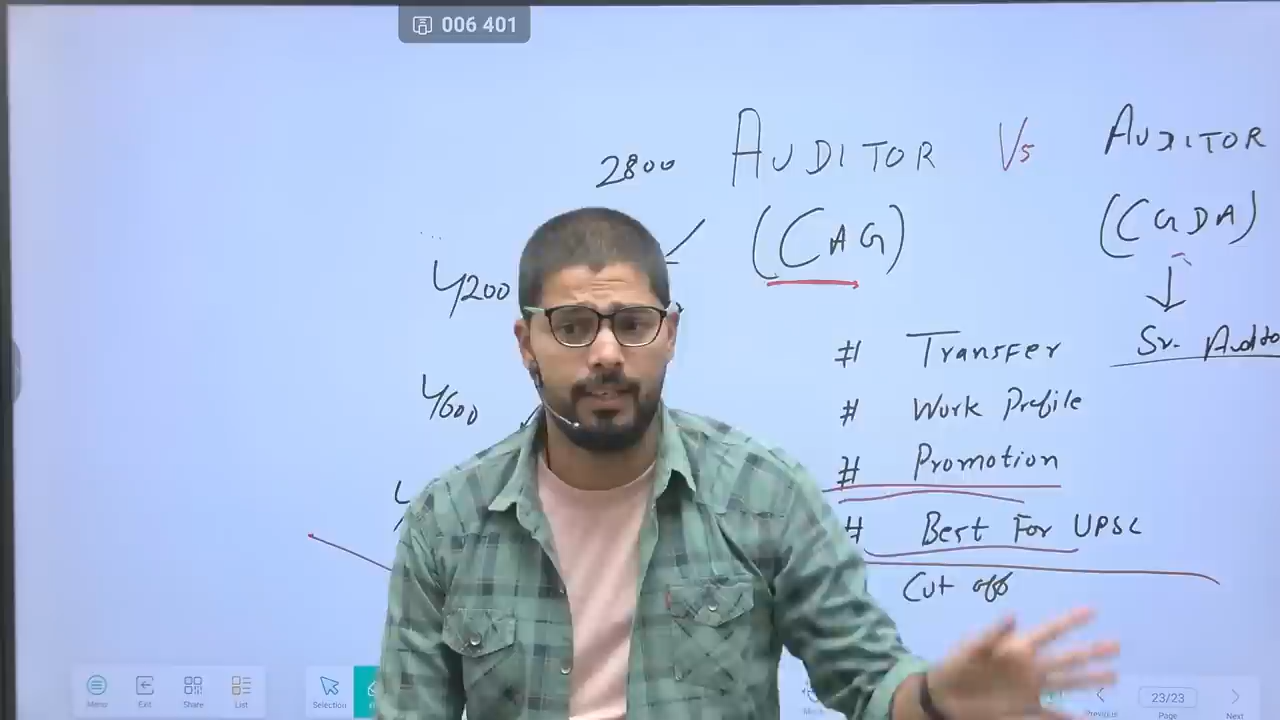 006 401
AUDITOR Vs AUDITOR
2800
(CAG) (CGDA)
4200
Sr. Audito
# Transfer
4600
# Work Profile
# Promotion
# Best For UPSC
Cut off
Menu Exit Share List Selection Previous 23/23 Page Next